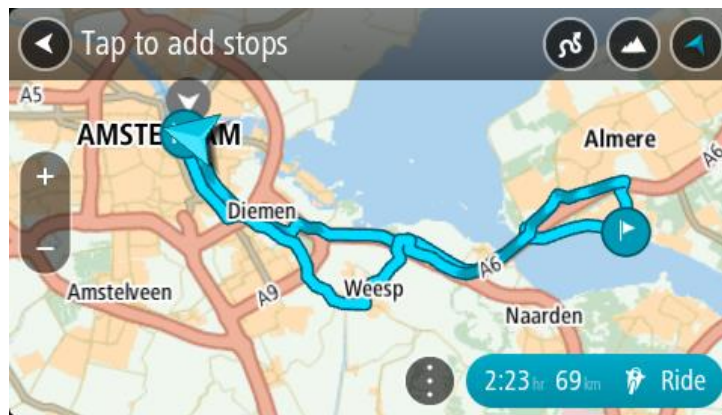 Tap to add stops
A5
AMSTE AM
Almere
A6
+
Diemen
−
A6
Amstelveen
A9
Weesp
Naarden
2:23 hr 69 km Ride